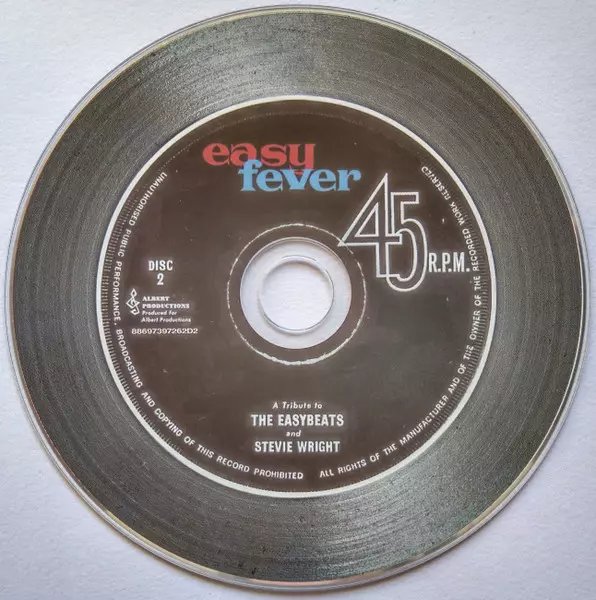 easy
fever
45 R.P.M.
DISC
2
ALBERT
PRODUCTIONS
Produced for
Albert Productions
88697397262D2
A Tribute to
THE EASYBEATS
and
STEVIE WRIGHT
UNAUTHORISED PUBLIC PERFORMANCE, BROADCASTING AND COPYING OF THIS RECORD PROHIBITED
ALL RIGHTS OF THE MANUFACTURER AND OF THE OWNER OF THE RECORDED WORK RESERVED